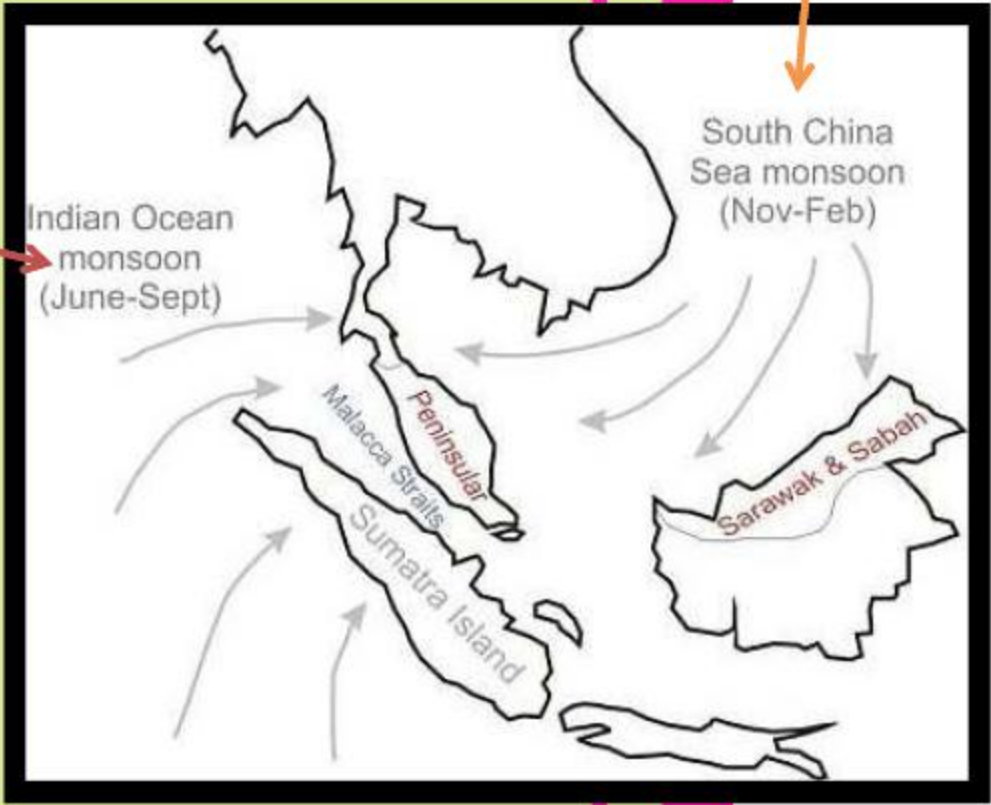 South China
Sea monsoon
(Nov-Feb)
Indian Ocean
monsoon
(June-Sept)
Malacca Straits
Peninsular
Sarawak & Sabah
Sumatra Island